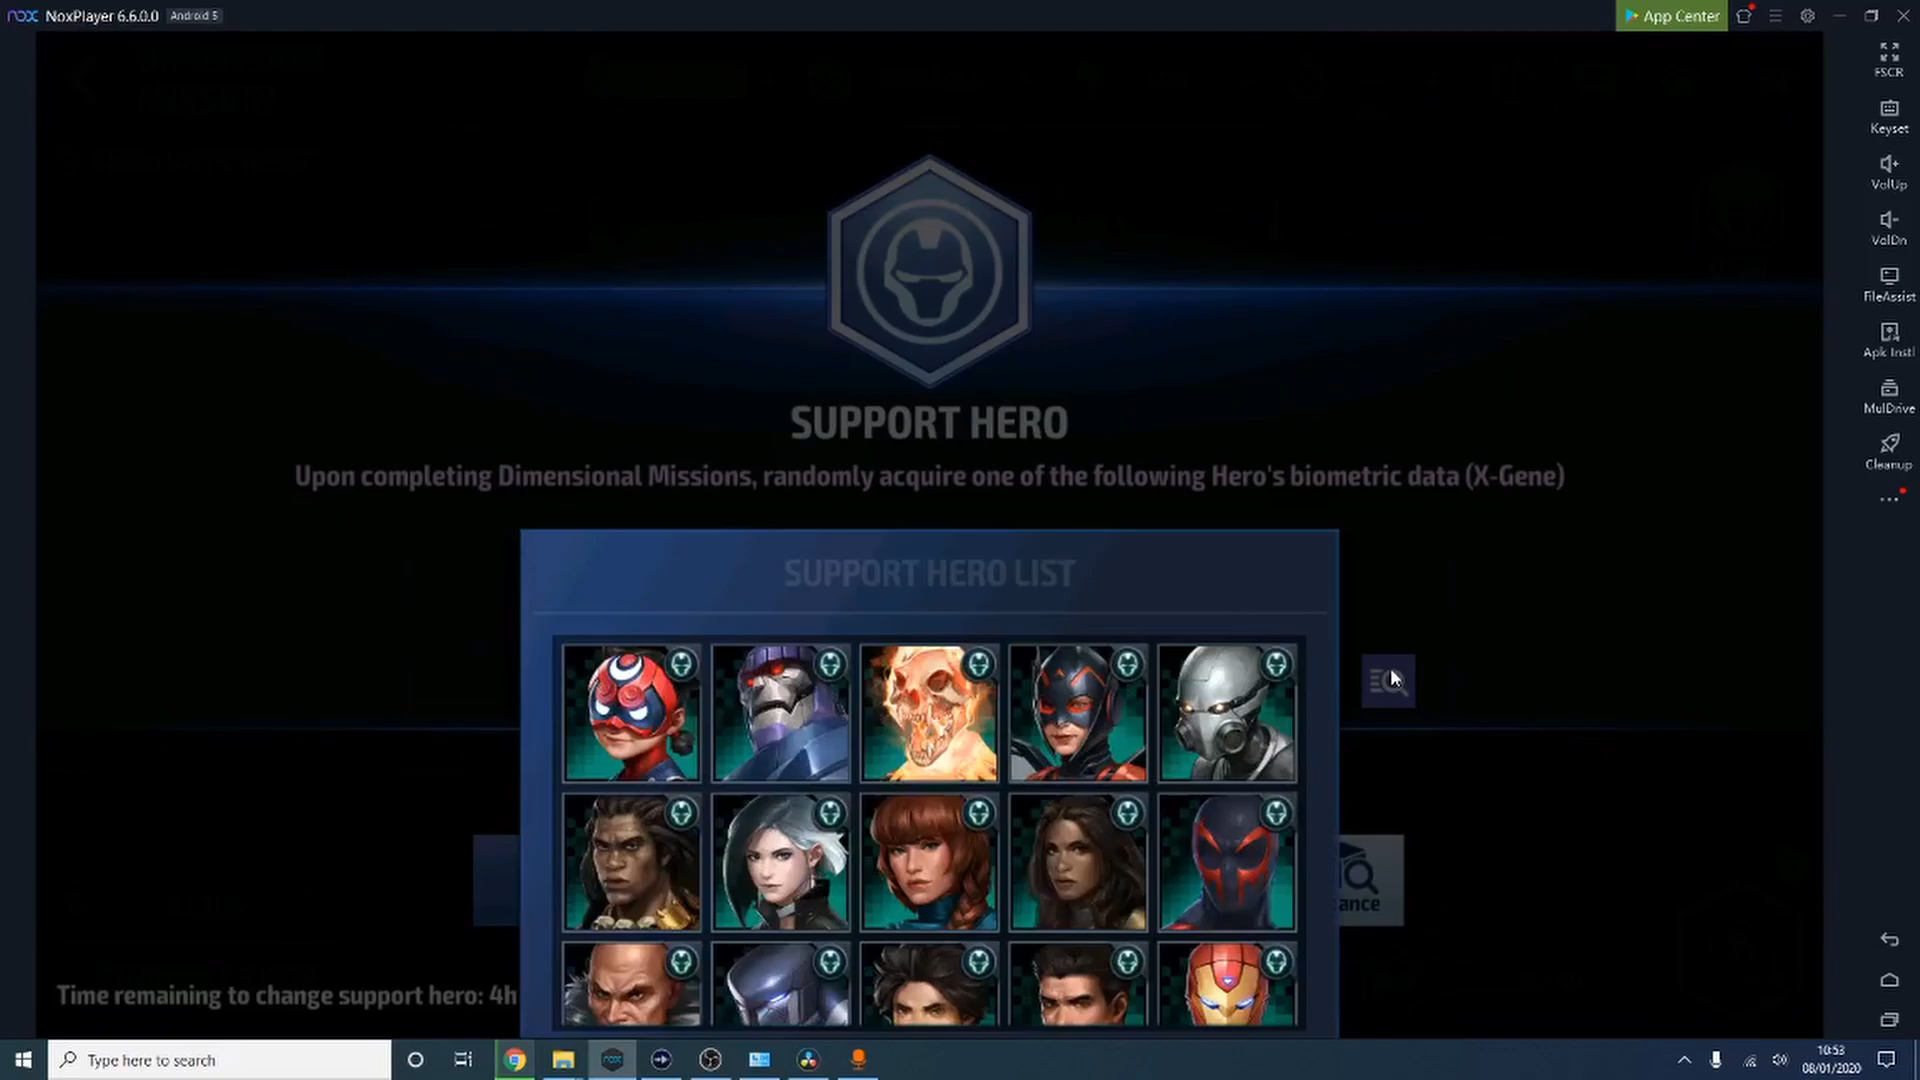 nox NoxPlayer 6.6.0.0 Android 5
App Center
FSCR
Keyset
VolUp
VolDn
FileAssist
Apk Instl
MulDrive
Cleanup
SUPPORT HERO
Upon completing Dimensional Missions, randomly acquire one of the following Hero's biometric data (X-Gene)
SUPPORT HERO LIST
ance
Time remaining to change support hero: 4h
Type here to search
nox
10:53
08/01/2020